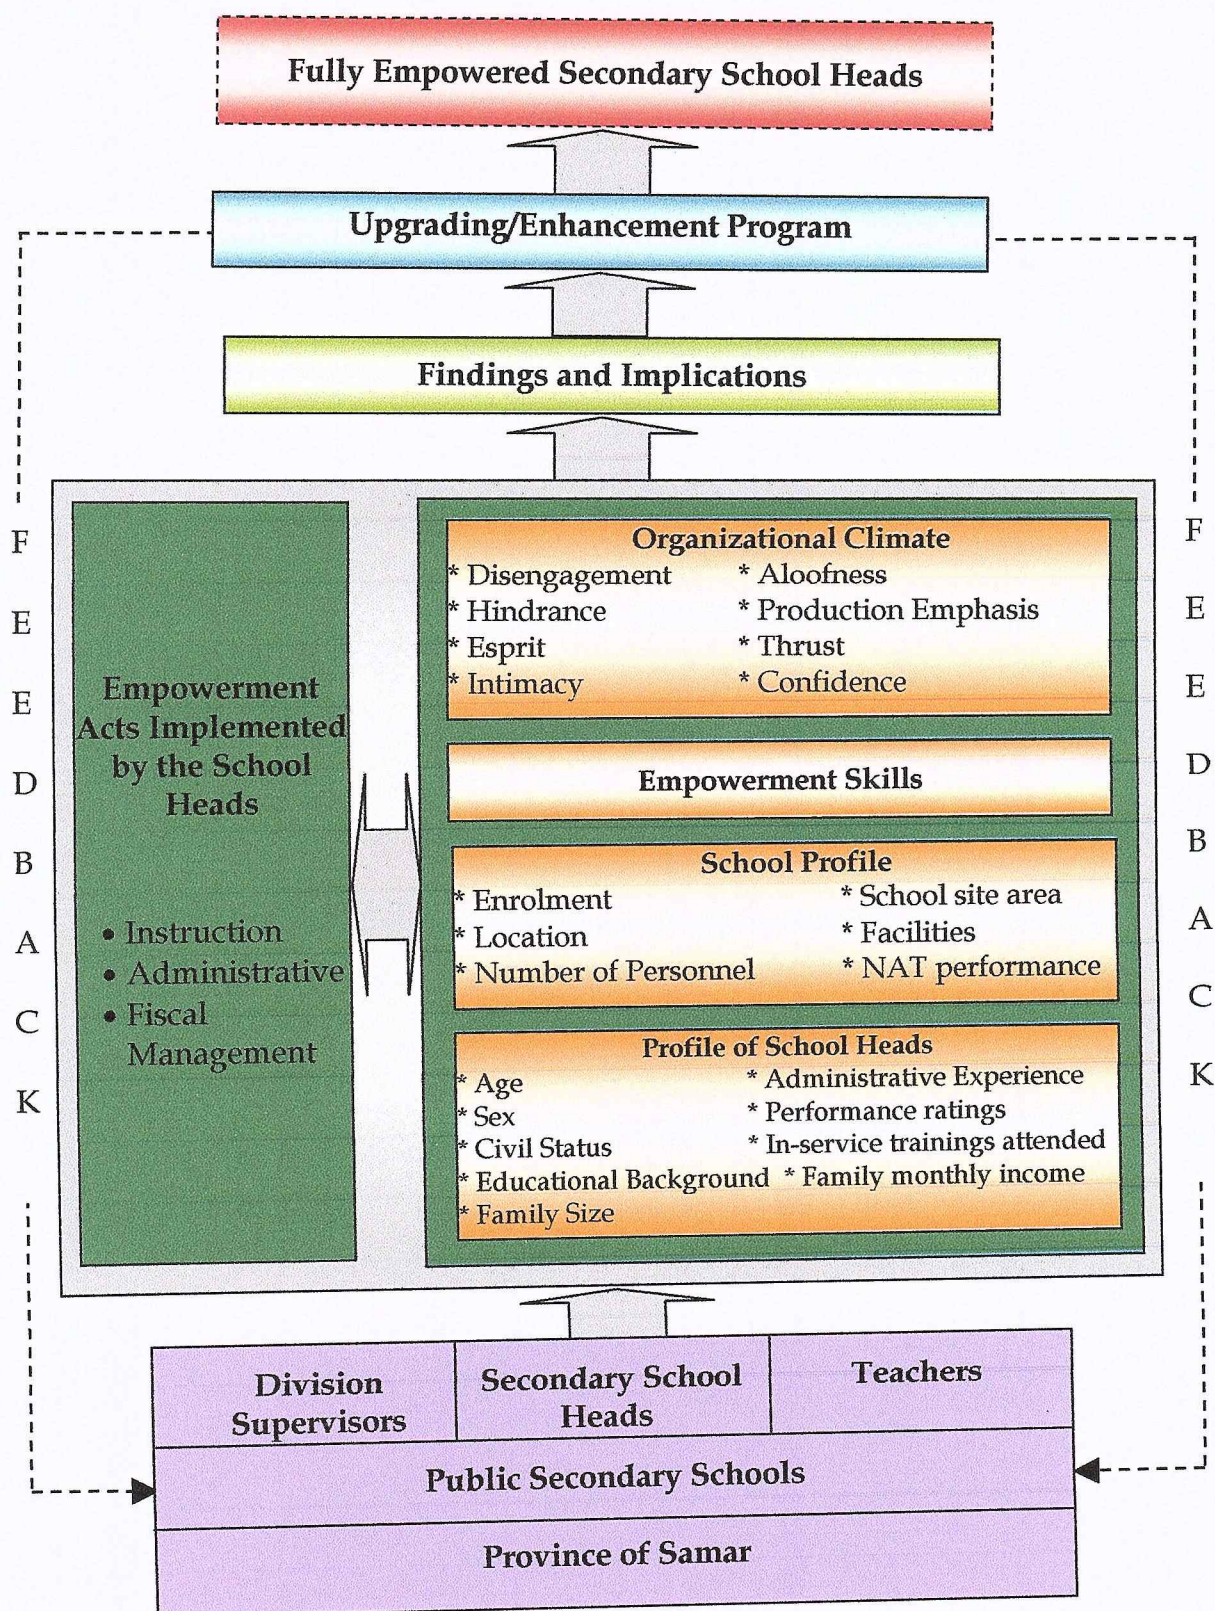 Fully Empowered Secondary School Heads
Upgrading/Enhancement Program
Findings and Implications
F
E
E
D
B
A
C
K
Empowerment
Acts Implemented
by the School
Heads
• Instruction
• Administrative
• Fiscal
Management
Organizational Climate
* Disengagement * Aloofness
* Hindrance * Production Emphasis
* Esprit * Thrust
* Intimacy * Confidence
Empowerment Skills
School Profile
* Enrolment * School site area
* Location * Facilities
* Number of Personnel * NAT performance
Profile of School Heads
* Age * Administrative Experience
* Sex * Performance ratings
* Civil Status * In-service trainings attended
* Educational Background * Family monthly income
* Family Size
F
E
E
D
B
A
C
K
Division
Supervisors
Secondary School
Heads
Teachers
Public Secondary Schools
Province of Samar